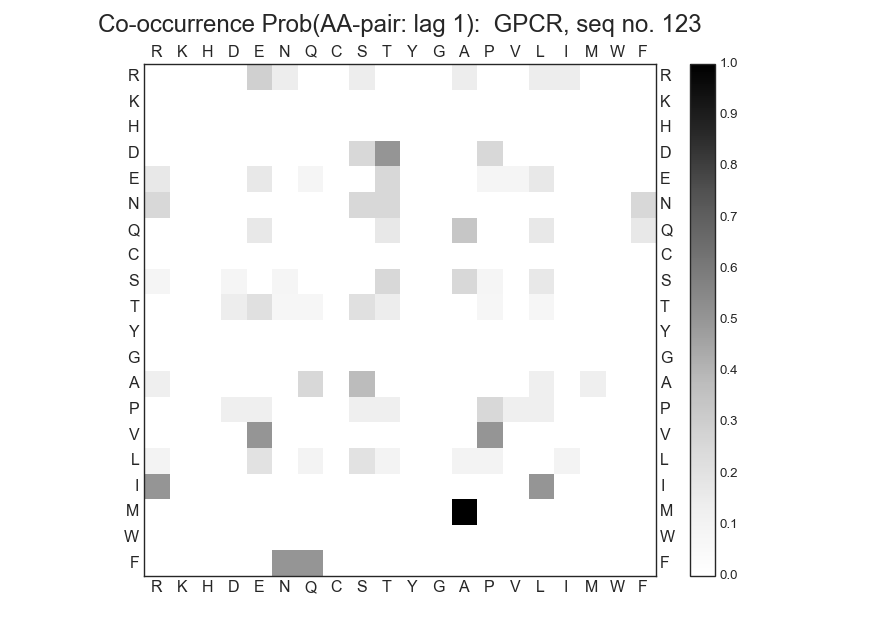 Co-occurrence Prob(AA-pair: lag 1):  GPCR, seq no. 123
R K H D E N Q C S T Y G A P V L I M W F
R R 1.0
K K 0.9
H H
D D 0.8
E E
N N 0.7
Q Q
C C 0.6
S S
T T 0.5
Y Y
G G 0.4
A A
P P 0.3
V V
L L 0.2
I I
M M 0.1
W W
F F 0.0
R K H D E N Q C S T Y G A P V L I M W F